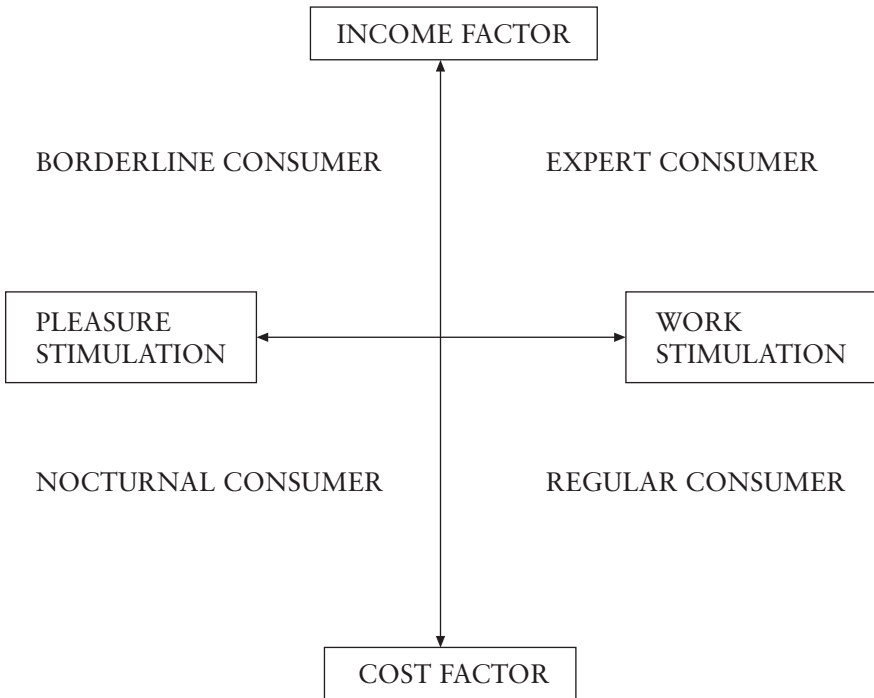 INCOME FACTOR
BORDERLINE CONSUMER
EXPERT CONSUMER
PLEASURE
STIMULATION
WORK
STIMULATION
NOCTURNAL CONSUMER
REGULAR CONSUMER
COST FACTOR